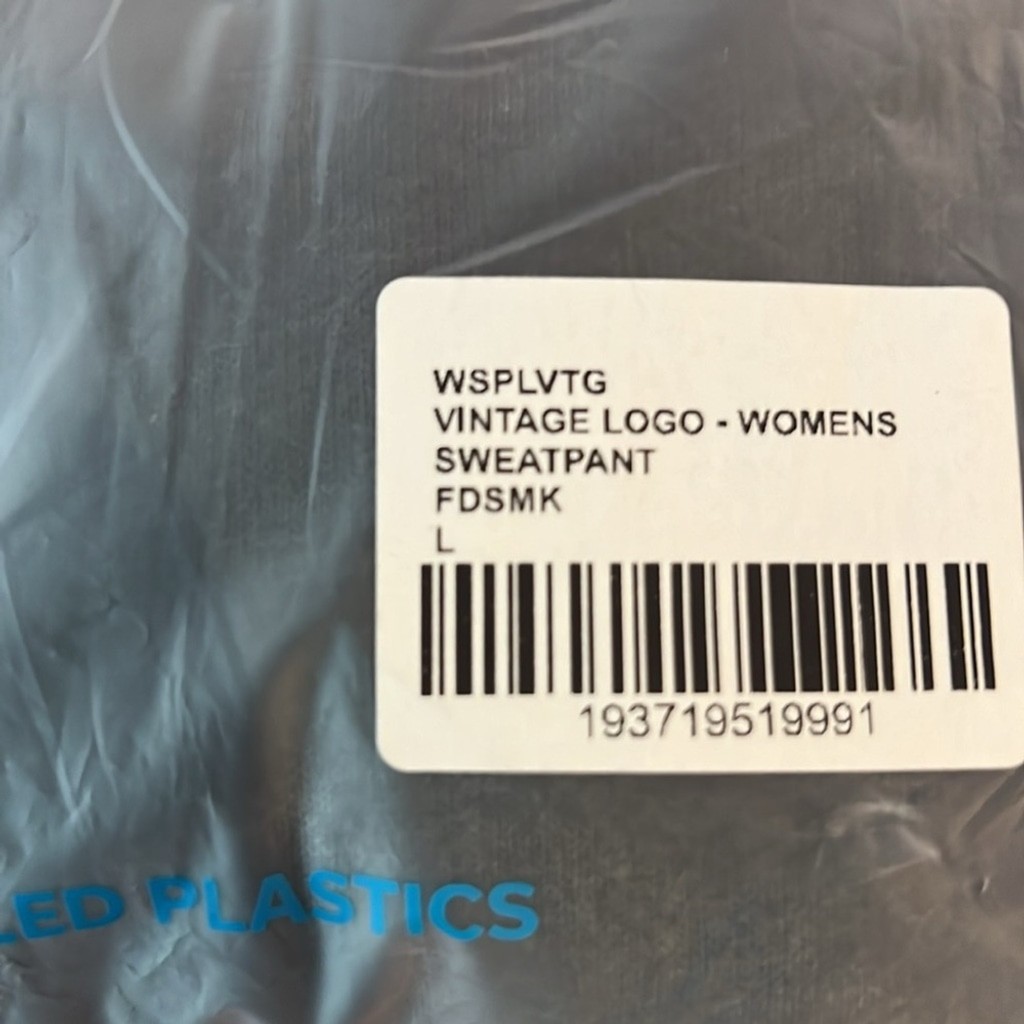 WSPLVTG
VINTAGE LOGO - WOMENS
SWEATPANT
FDSMK
L
193719519991
LED PLASTICS